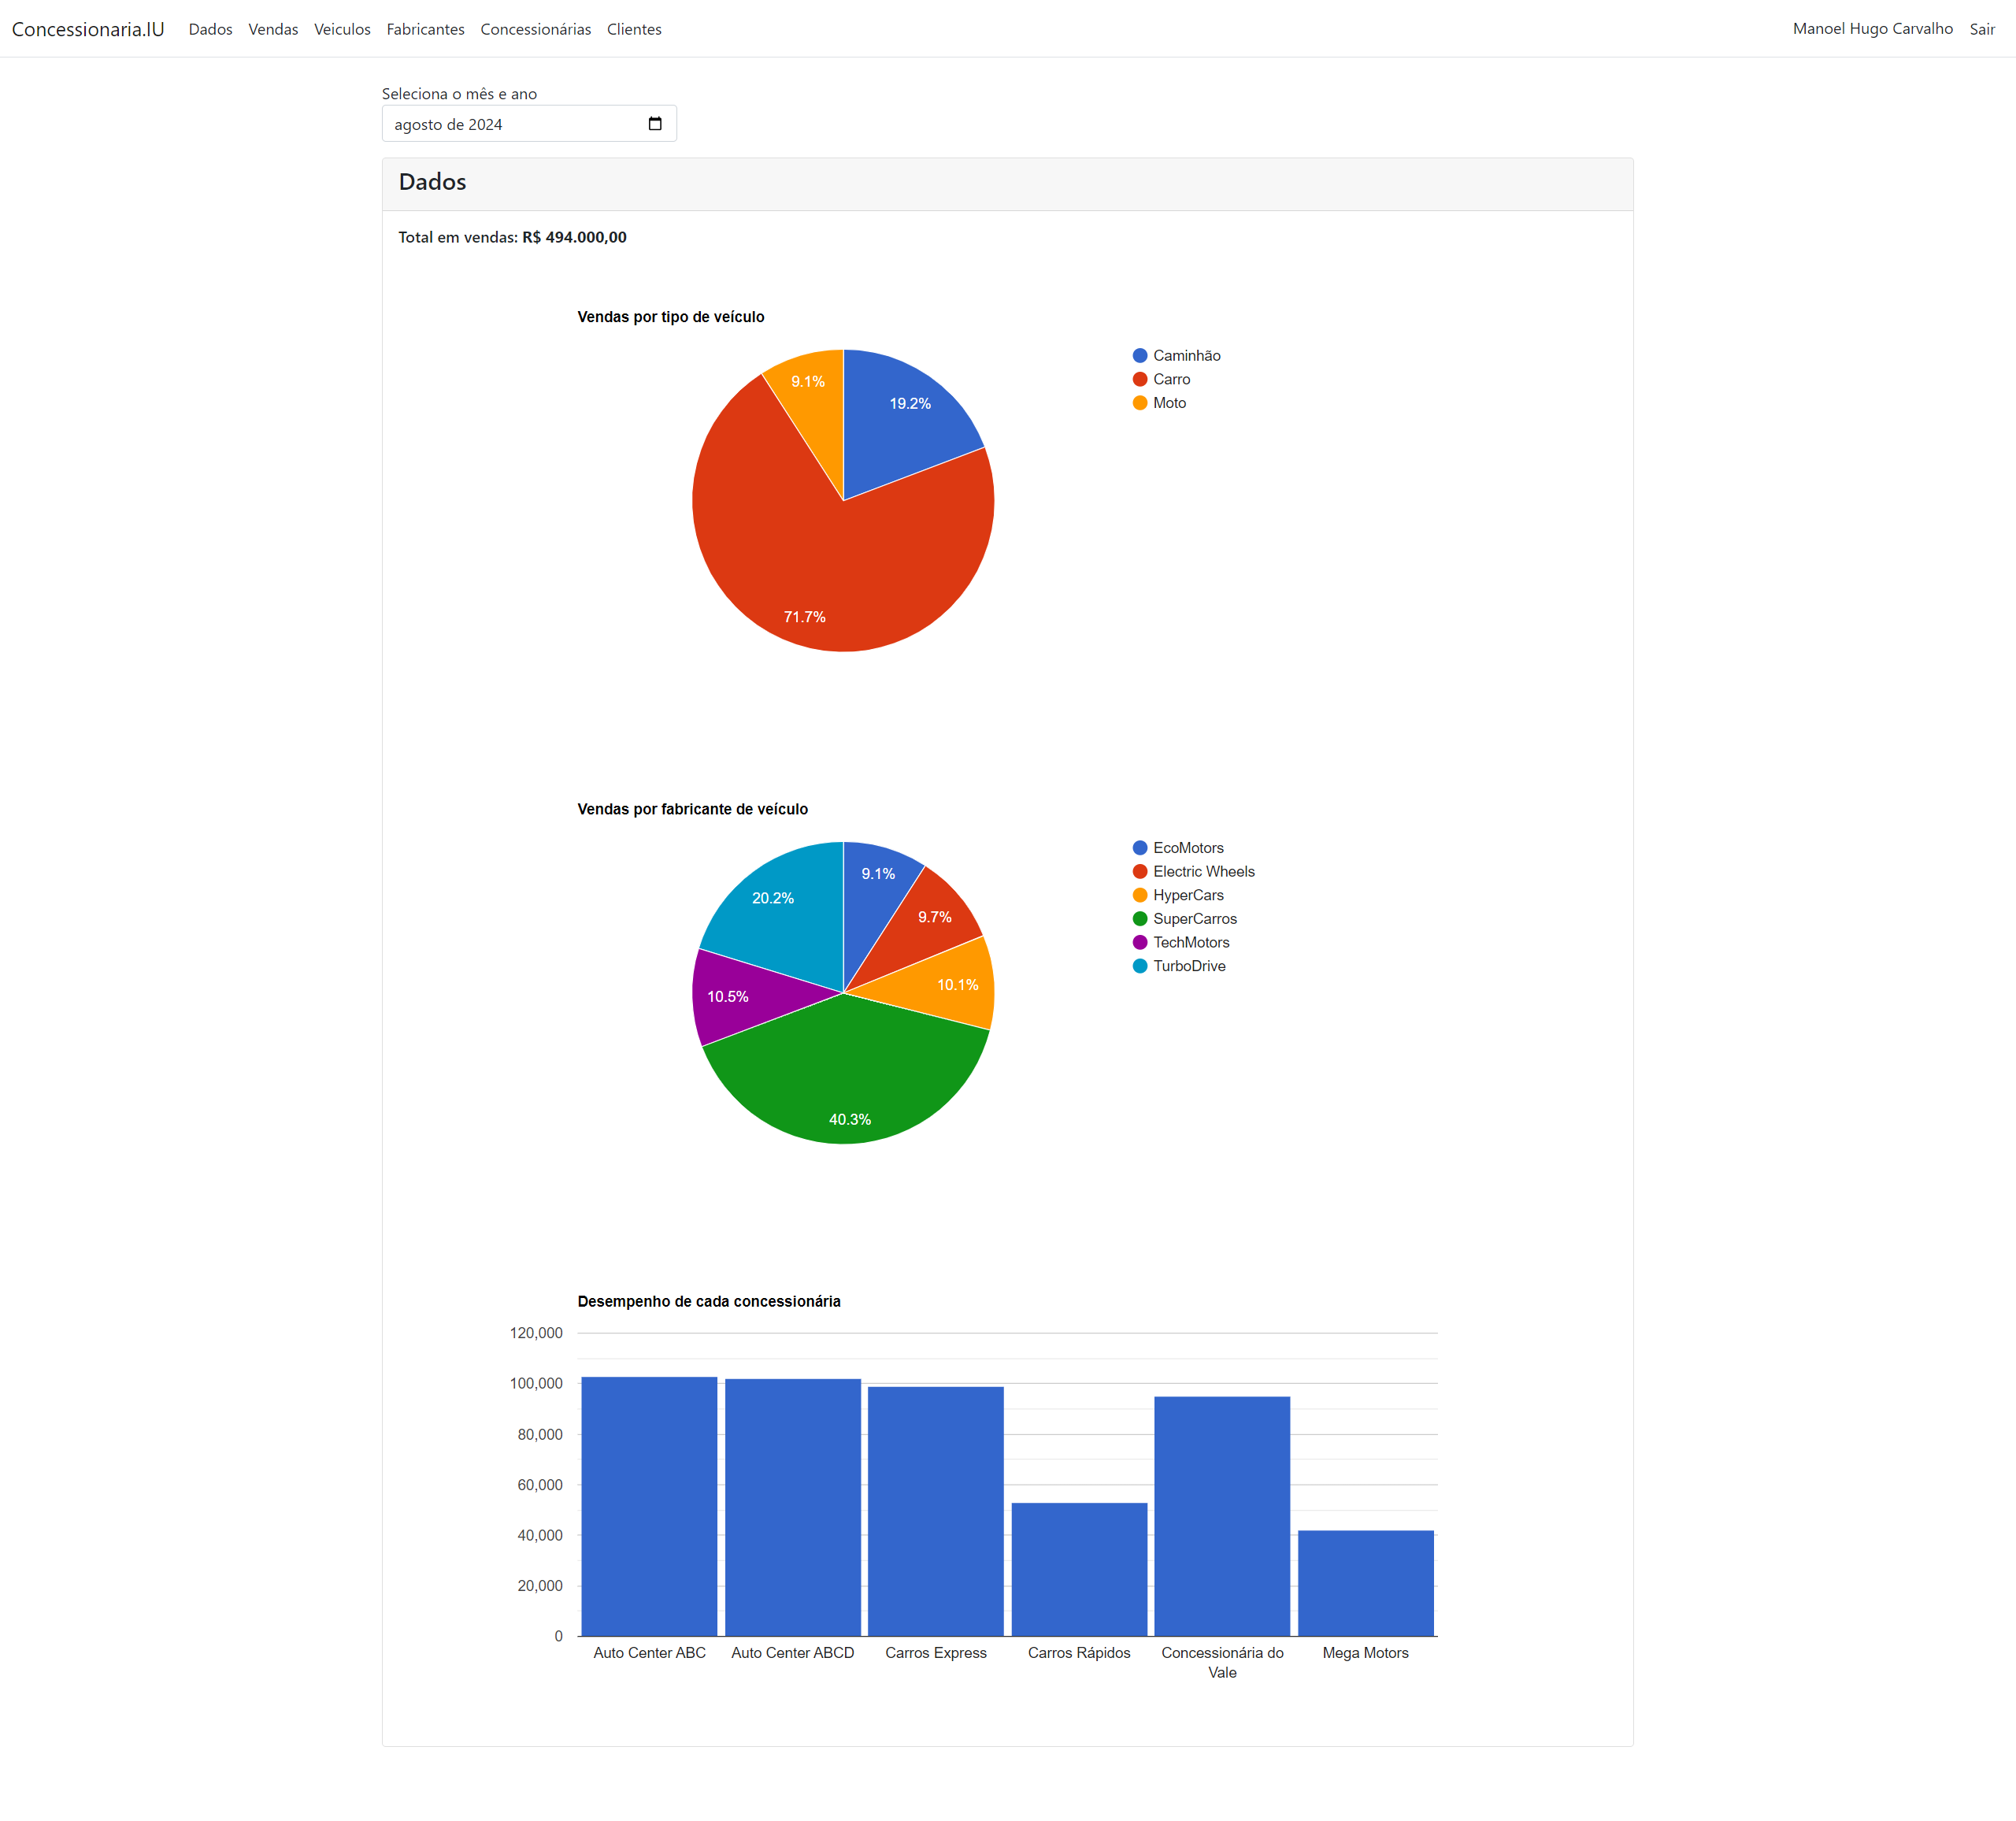 Concessionaria.IU Dados Vendas Veiculos Fabricantes Concessionárias Clientes Manoel Hugo Carvalho Sair
Seleciona o mês e ano
agosto de 2024
Dados
Total em vendas: R$ 494.000,00
Vendas por tipo de veículo
9.1%
19.2%
71.7%
Caminhão
Carro
Moto
Vendas por fabricante de veículo
9.1%
20.2%
9.7%
10.1%
10.5%
40.3%
EcoMotors
Electric Wheels
HyperCars
SuperCarros
TechMotors
TurboDrive
Desempenho de cada concessionária
120,000
100,000
80,000
60,000
40,000
20,000
0
Auto Center ABC Auto Center ABCD Carros Express Carros Rápidos Concessionária do Mega Motors
Vale